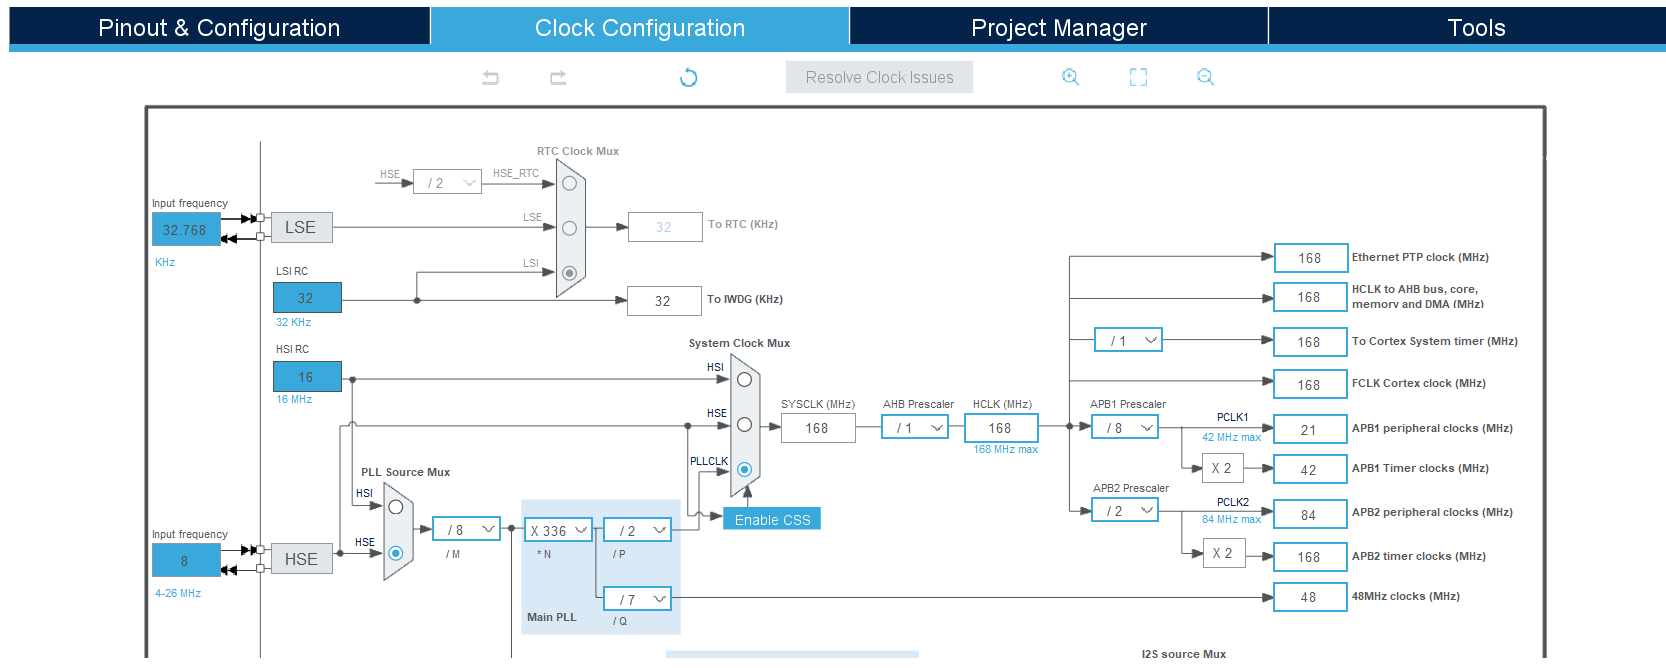 Pinout & Configuration
Clock Configuration
Project Manager
Tools
Resolve Clock Issues
RTC Clock Mux
HSE
/ 2
HSE_RTC
Input frequency
32.768
KHz
LSE
LSE
32
To RTC (KHz)
LSI RC
32
32 KHz
LSI
32
To IWDG (KHz)
HSI RC
16
16 MHz
System Clock Mux
HSI
HSE
PLLCLK
Enable CSS
SYSCLK (MHz)
168
AHB Prescaler
/ 1
HCLK (MHz)
168
168 MHz max
168
Ethernet PTP clock (MHz)
168
HCLK to AHB bus, core,
memory and DMA (MHz)
/ 1
168
To Cortex System timer (MHz)
168
FCLK Cortex clock (MHz)
APB1 Prescaler
/ 8
PCLK1
42 MHz max
21
APB1 peripheral clocks (MHz)
X 2
42
APB1 Timer clocks (MHz)
APB2 Prescaler
/ 2
PCLK2
84 MHz max
84
APB2 peripheral clocks (MHz)
X 2
168
APB2 timer clocks (MHz)
48
48MHz clocks (MHz)
PLL Source Mux
HSI
HSE
Input frequency
8
4-26 MHz
HSE
/ 8
/ M
X 336
* N
/ 2
/ P
/ 7
/ Q
Main PLL
I2S source Mux